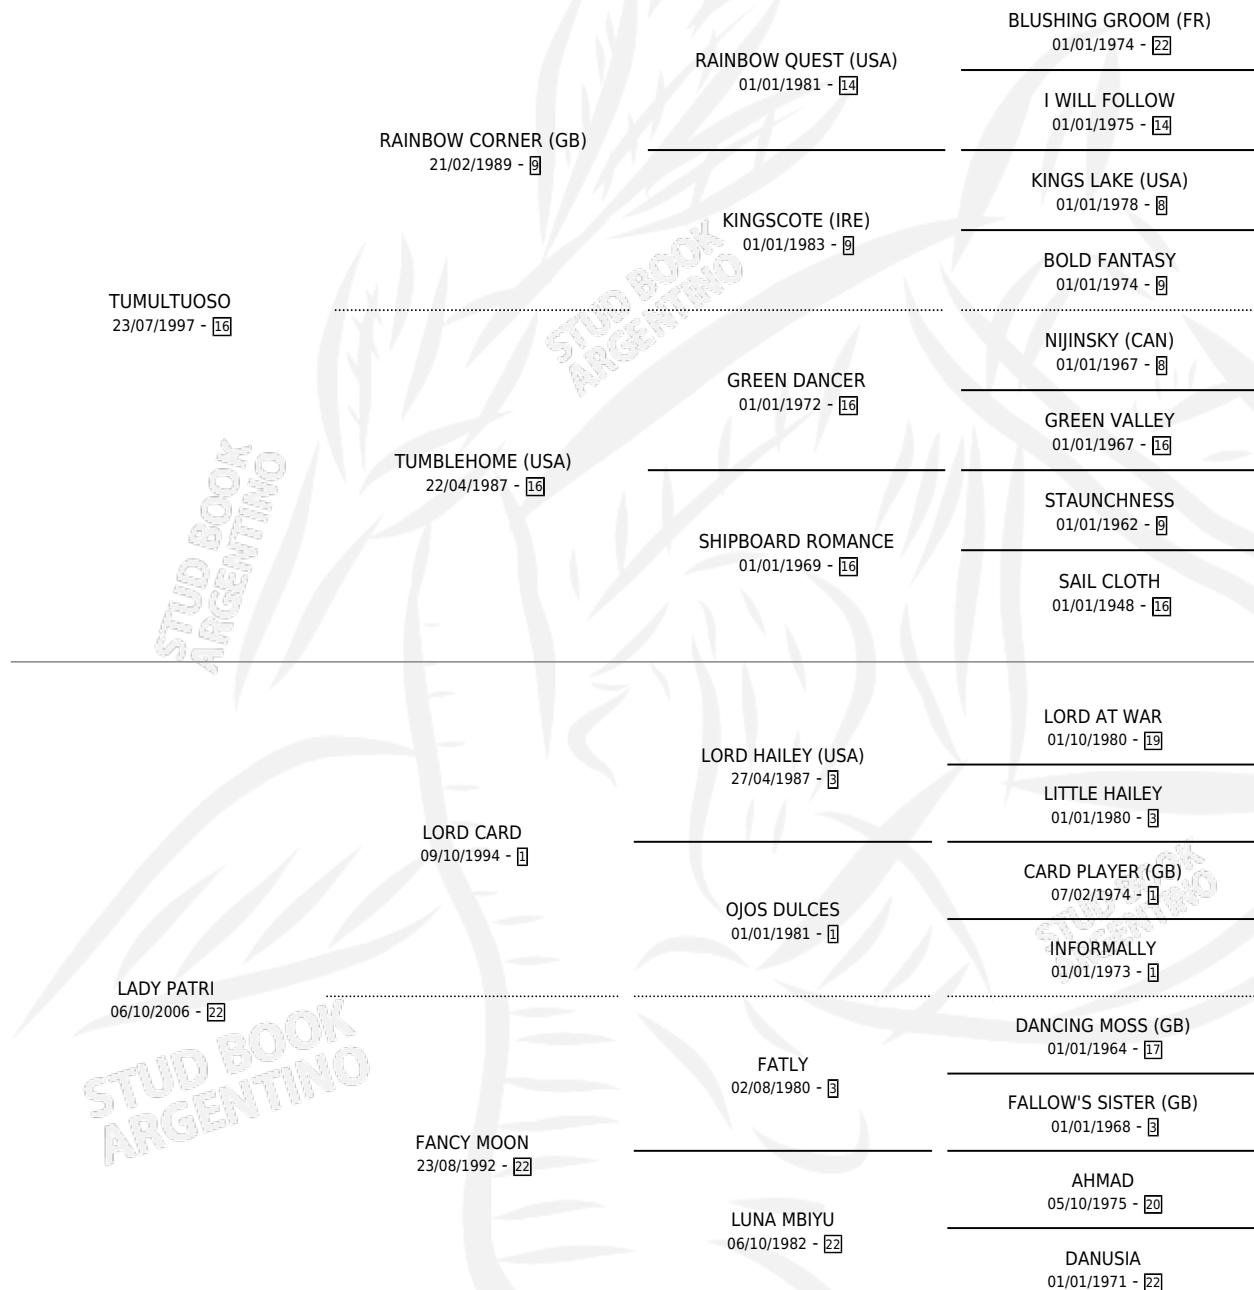 BLUSHING GROOM (FR)
01/01/1974 - 22
RAINBOW QUEST (USA)
01/01/1981 - 14
I WILL FOLLOW
01/01/1975 - 14
RAINBOW CORNER (GB)
21/02/1989 - 9
KINGS LAKE (USA)
01/01/1978 - 8
KINGSCOTE (IRE)
01/01/1983 - 9
BOLD FANTASY
01/01/1974 - 9
STUD BOOK
ARGENTINO
TUMULTUOSO
23/07/1997 - 16
NIJINSKY (CAN)
01/01/1967 - 8
GREEN DANCER
01/01/1972 - 16
GREEN VALLEY
01/01/1967 - 16
TUMBLEHOME (USA)
22/04/1987 - 16
STAUNCHNESS
01/01/1962 - 9
SHIPBOARD ROMANCE
01/01/1969 - 16
SAIL CLOTH
01/01/1948 - 16
STUD BOOK
ARGENTINO
LORD AT WAR
01/10/1980 - 19
LORD HAILEY (USA)
27/04/1987 - 3
LITTLE HAILEY
01/01/1980 - 3
LORD CARD
09/10/1994 - 1
CARD PLAYER (GB)
07/02/1974 - 1
OJOS DULCES
01/01/1981 - 1
STUD BOOK
ARGENTINO
INFORMALLY
01/01/1973 - 1
LADY PATRI
06/10/2006 - 22
DANCING MOSS (GB)
01/01/1964 - 17
FATLY
02/08/1980 - 3
FALLOW'S SISTER (GB)
01/01/1968 - 3
STUD BOOK
ARGENTINO
FANCY MOON
23/08/1992 - 22
AHMAD
05/10/1975 - 20
LUNA MBIYU
06/10/1982 - 22
DANUSIA
01/01/1971 - 22